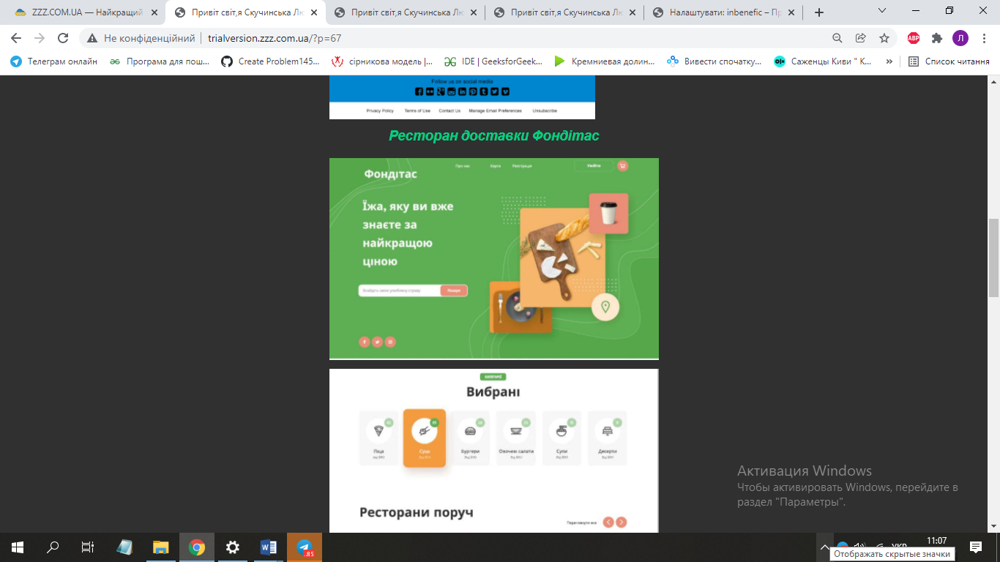 ZZZ.COM.UA — Найкращий
Привіт світ,я Скучинська Лю
Привіт світ,я Скучинська Лю
Привіт світ,я Скучинська Лю
Налаштувати: inbenefic – Пр
Не конфіденційний
trialversion.zzz.com.ua/?p=67
ABP
Л
Телеграм онлайн
Програма для пош...
Create Problem145...
сірникова модель |...
IDE | GeeksforGeek...
Кремниевая долин...
Вивести спочатку...
Саженцы Киви " К...
»
Список читання
Follow us on social media
Privacy Policy
Terms of Use
Contact Us
Manage Email Preferences
Unsubscribe
Ресторан доставки Фондітас
Фондітас
Про нас
Карта
Реєстрація
Увійти
Їжа, яку ви вже
знаєте за
найкращою
ціною
Знайдіть свою улюблену страву
Пошук
КАТЕГОРІЇ
Вибрані
Піца
Суші
Бургери
Овочеві салати
Супи
Десерти
Ресторани поруч
Переглянути все
Активация Windows
Чтобы активировать Windows, перейдите в
раздел "Параметры".
85
УКР
11:07
Отображать скрытые значки